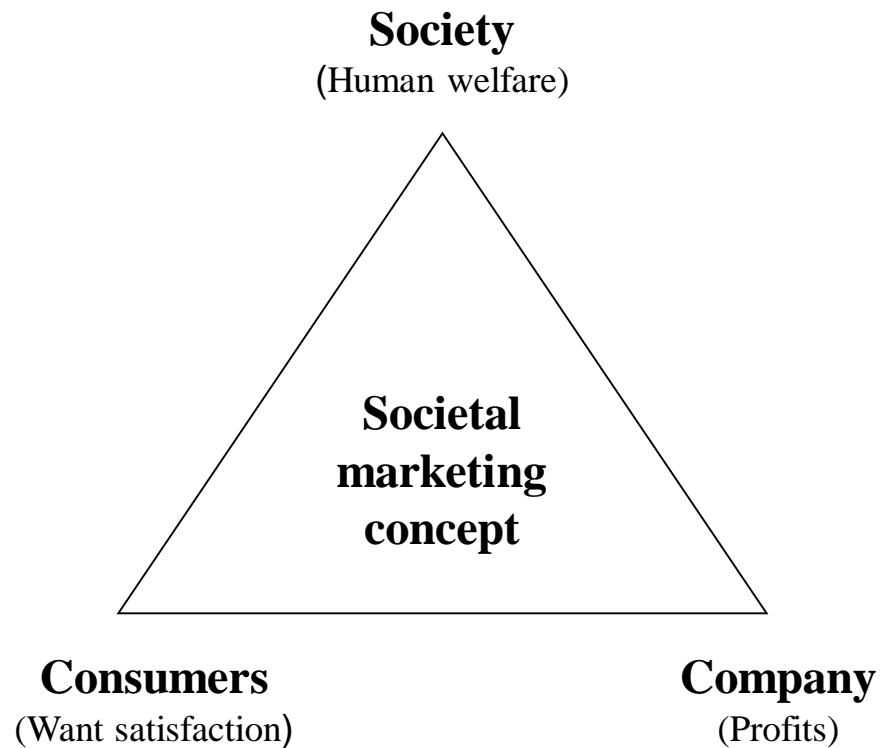 Society
(Human welfare)
Societal
marketing
concept
Consumers
(Want satisfaction)
Company
(Profits)